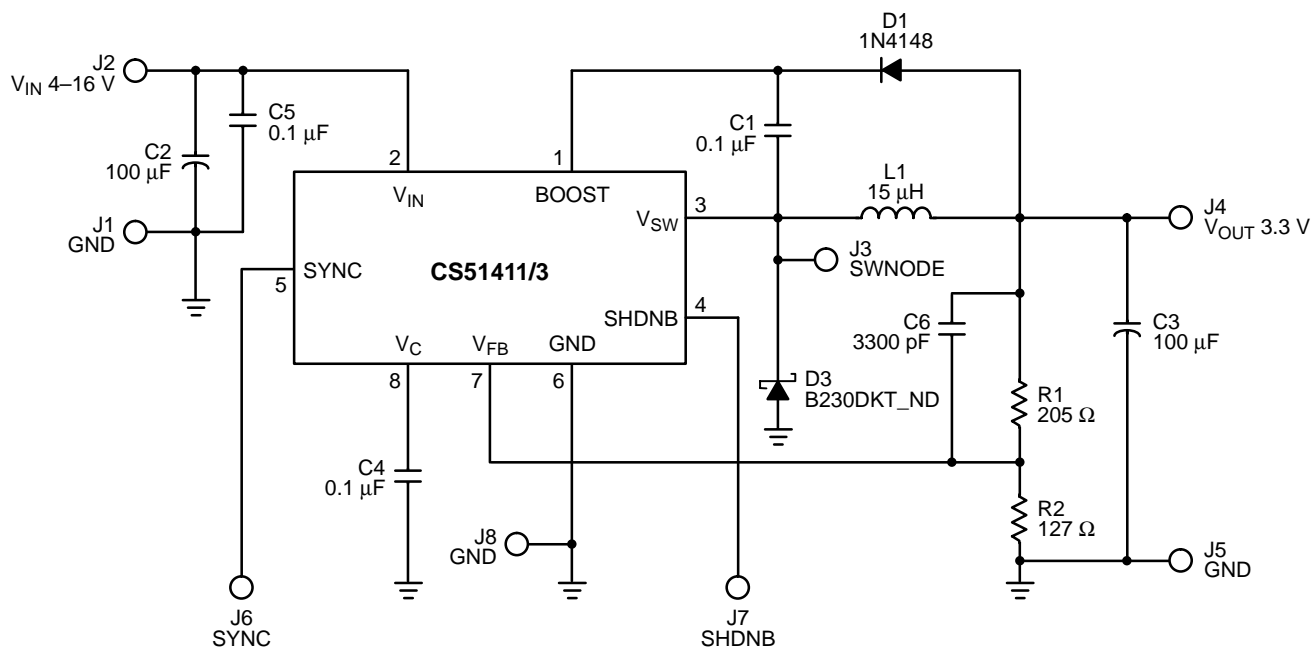 D1
1N4148
J2
V_IN 4–16 V
C5
0.1 μF
C2
100 μF
C1
0.1 μF
2
1
L1
15 μH
V_IN
BOOST
J4
V_OUT 3.3 V
3
V_SW
J1
GND
J3
SWNODE
SYNC
5
CS51411/3
4
SHDNB
C6
3300 pF
C3
100 μF
V_C
V_FB
GND
8
7
6
D3
B230DKT_ND
R1
205 Ω
C4
0.1 μF
R2
127 Ω
J8
GND
J5
GND
J6
SYNC
J7
SHDNB